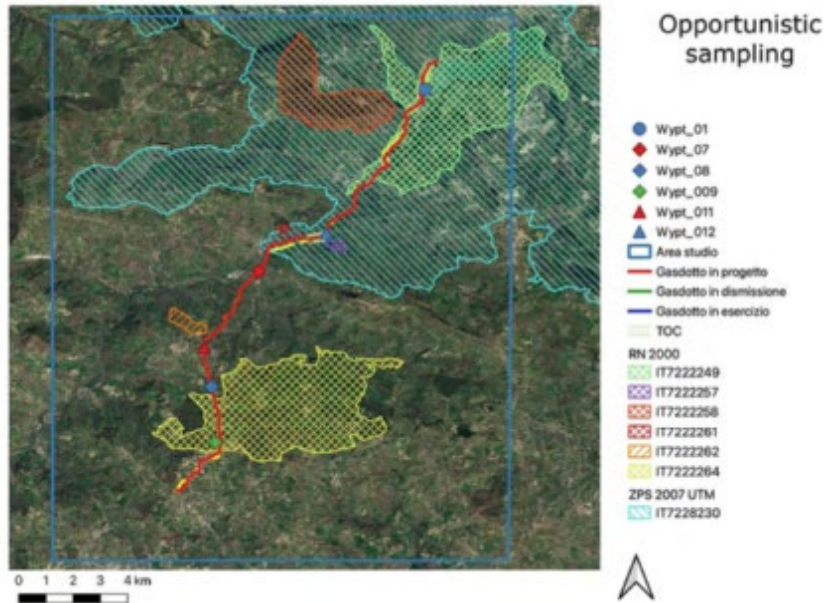 Opportunistic
sampling
Wypt_01
Wypt_07
Wypt_08
Wypt_009
Wypt_011
Wypt_012
Area studio
Gasdotto in progetto
Gasdotto in dismissione
Gasdotto in esercizio
TOC
RN 2000
IT7222249
IT7222257
IT7222258
IT7222261
IT7222262
IT7222264
ZPS 2007 UTM
IT7228230
0 1 2 3 4 km